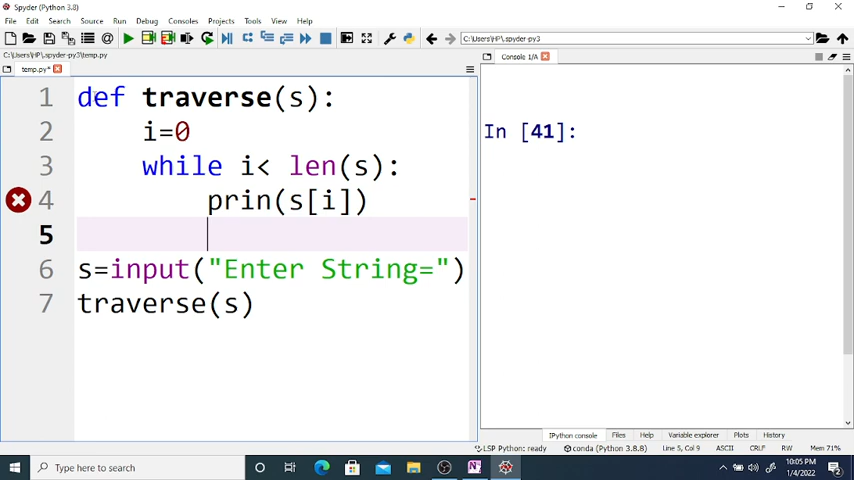 Spyder (Python 3.8)
File Edit Search Source Run Debug Consoles Projects Tools View Help
C:\Users\HP\.spyder-py3
C:\Users\HP\.spyder-py3\temp.py
temp.py*
Console 1/A
1 def traverse(s):
2 i=0
3 while i< len(s):
4 prin(s[i])
5
6 s=input("Enter String=")
7 traverse(s)
In [41]:
IPython console Files Help Variable explorer Plots History
LSP Python: ready conda (Python 3.8.8) Line 5, Col 9 ASCII CRLF RW Mem 71%
Type here to search
10:05 PM
1/4/2022
2